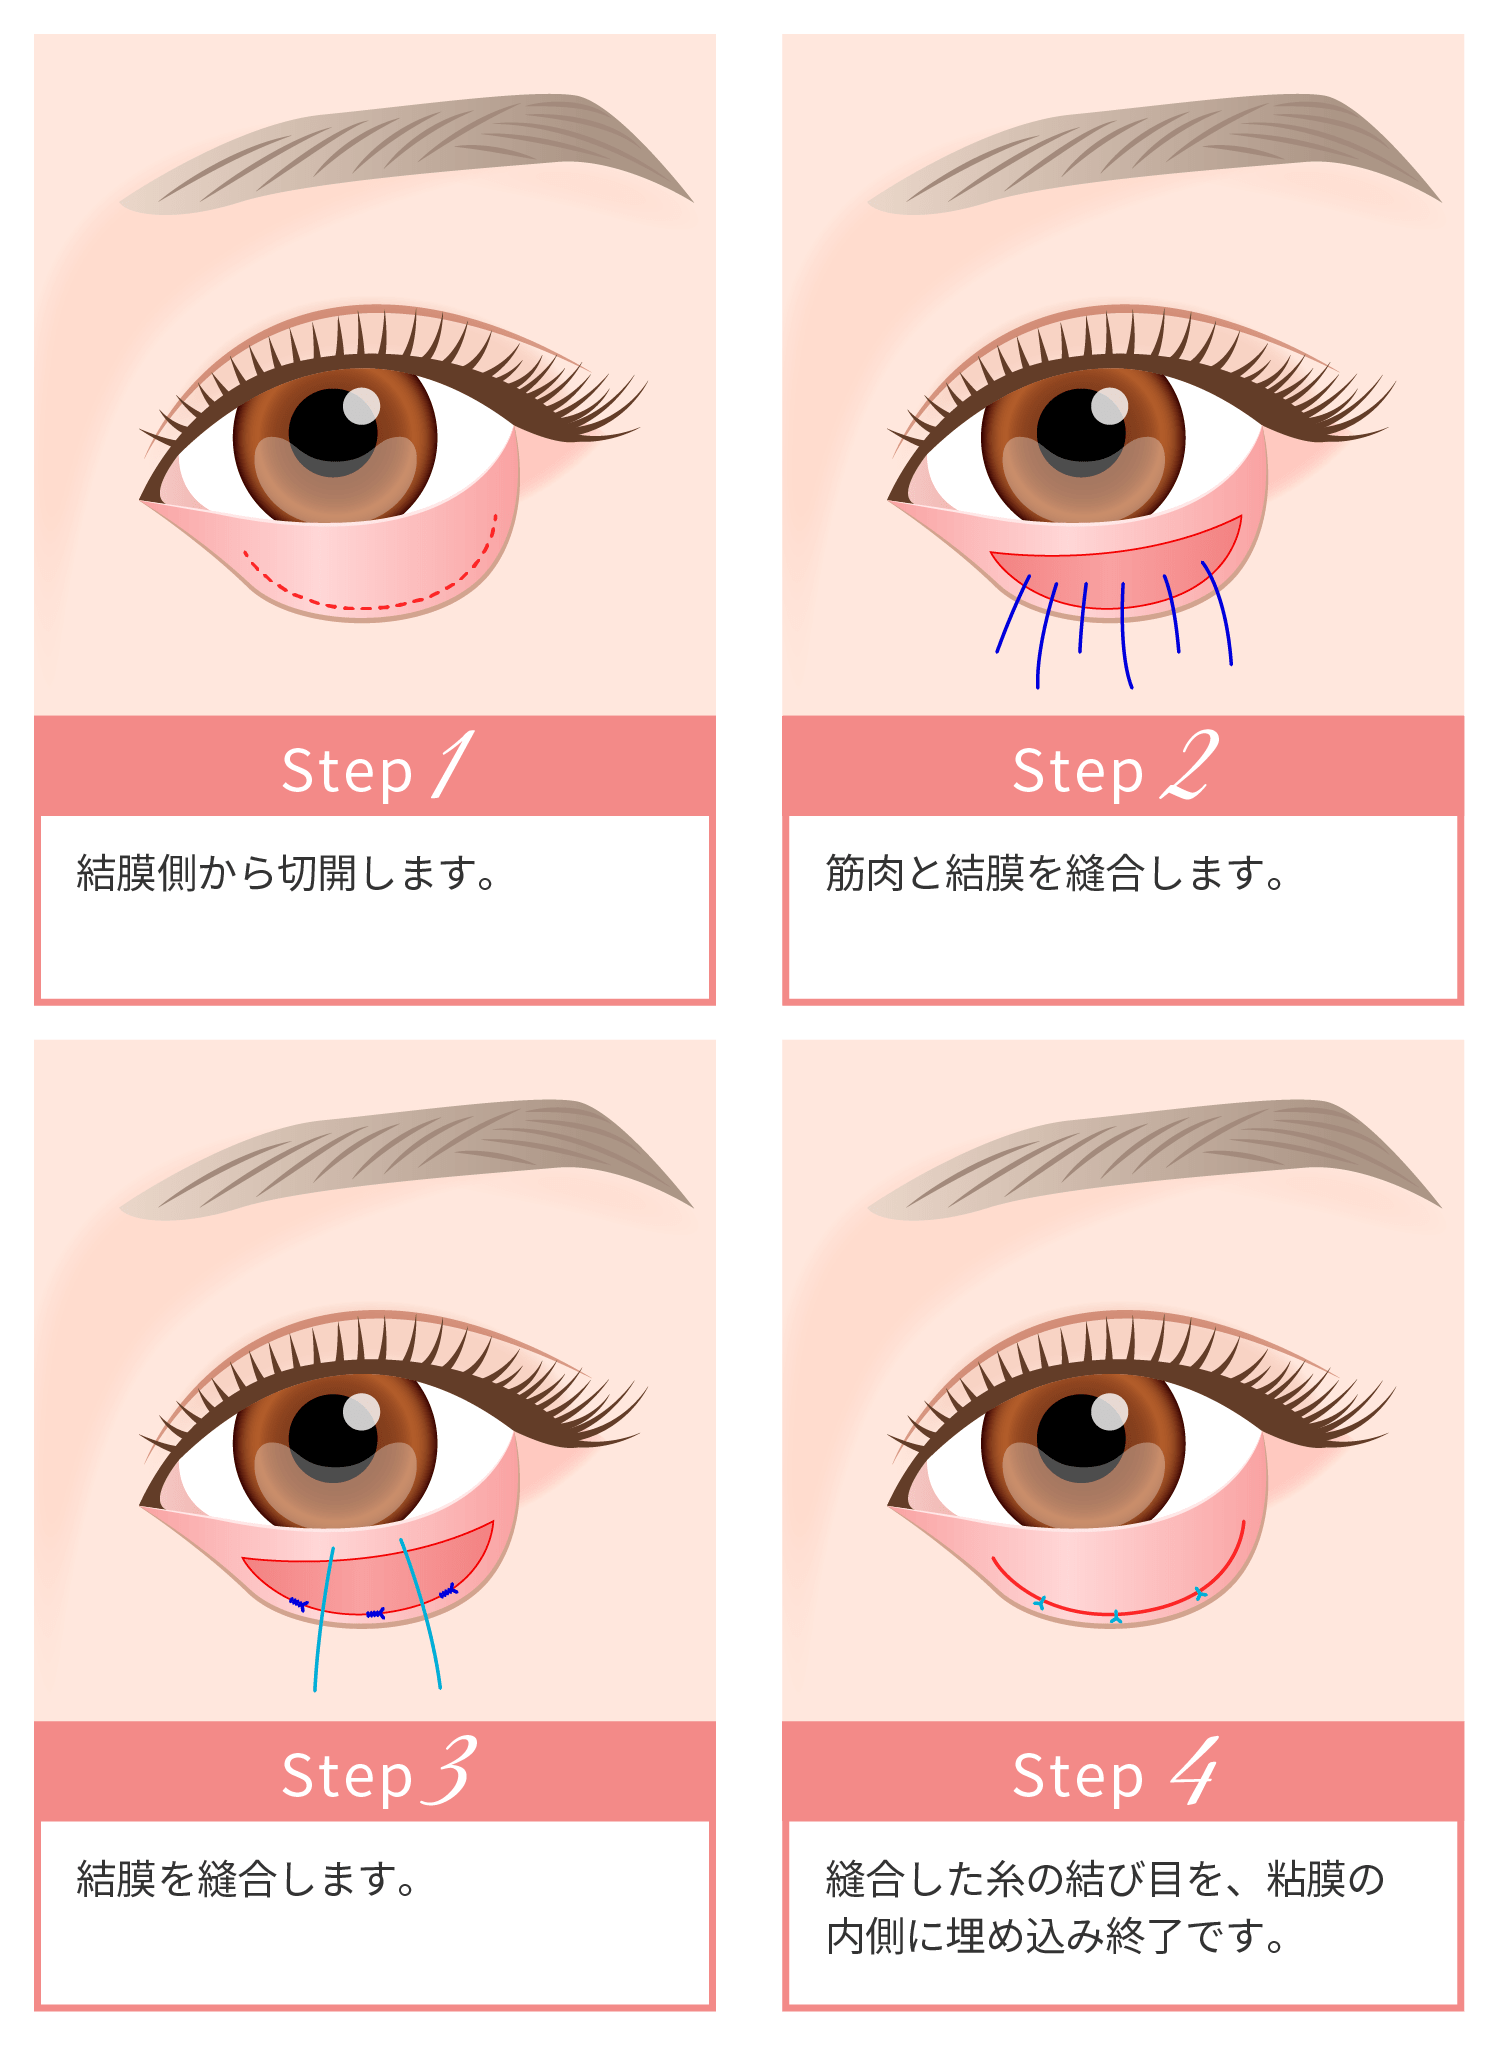 Step 1
結膜側から切開します。
Step 2
筋肉と結膜を縫合します。
Step 3
結膜を縫合します。
Step 4
縫合した糸の結び目を、粘膜の
内側に埋め込み終了です。